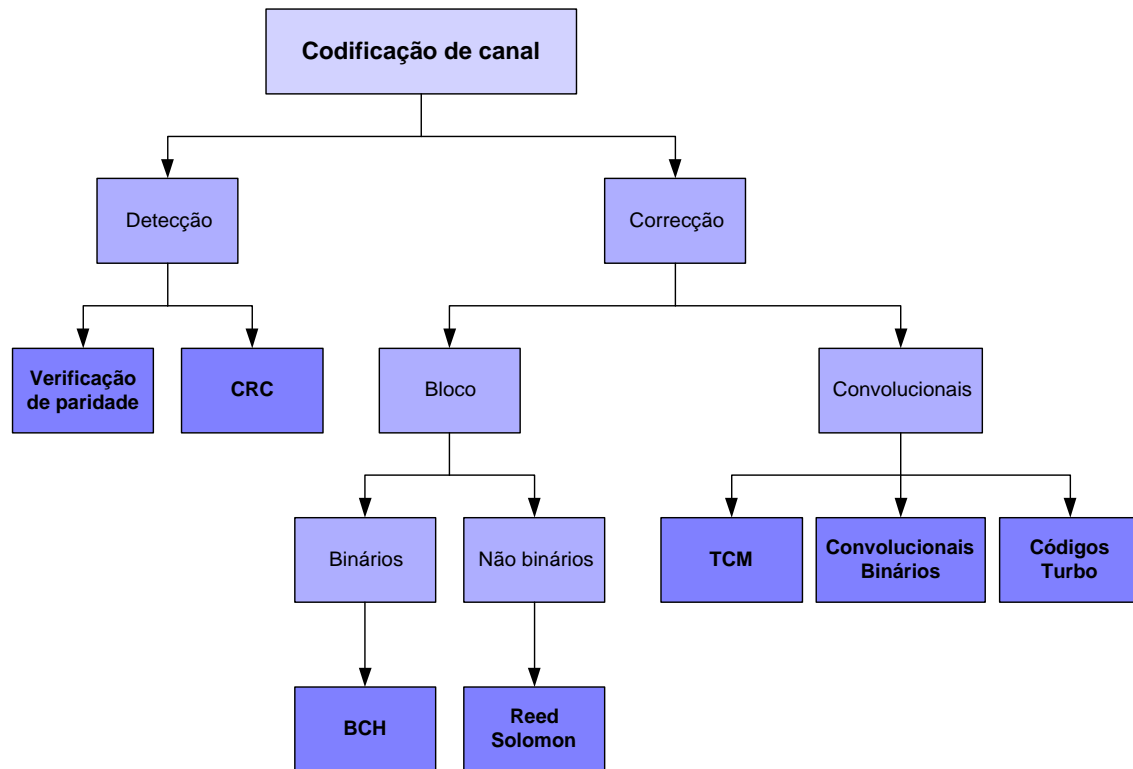 Codificação de canal
Detecção
Correcção
Verificação
de paridade
CRC
Bloco
Convolucionais
Binários
Não binários
TCM
Convolucionais
Binários
Códigos
Turbo
BCH
Reed
Solomon